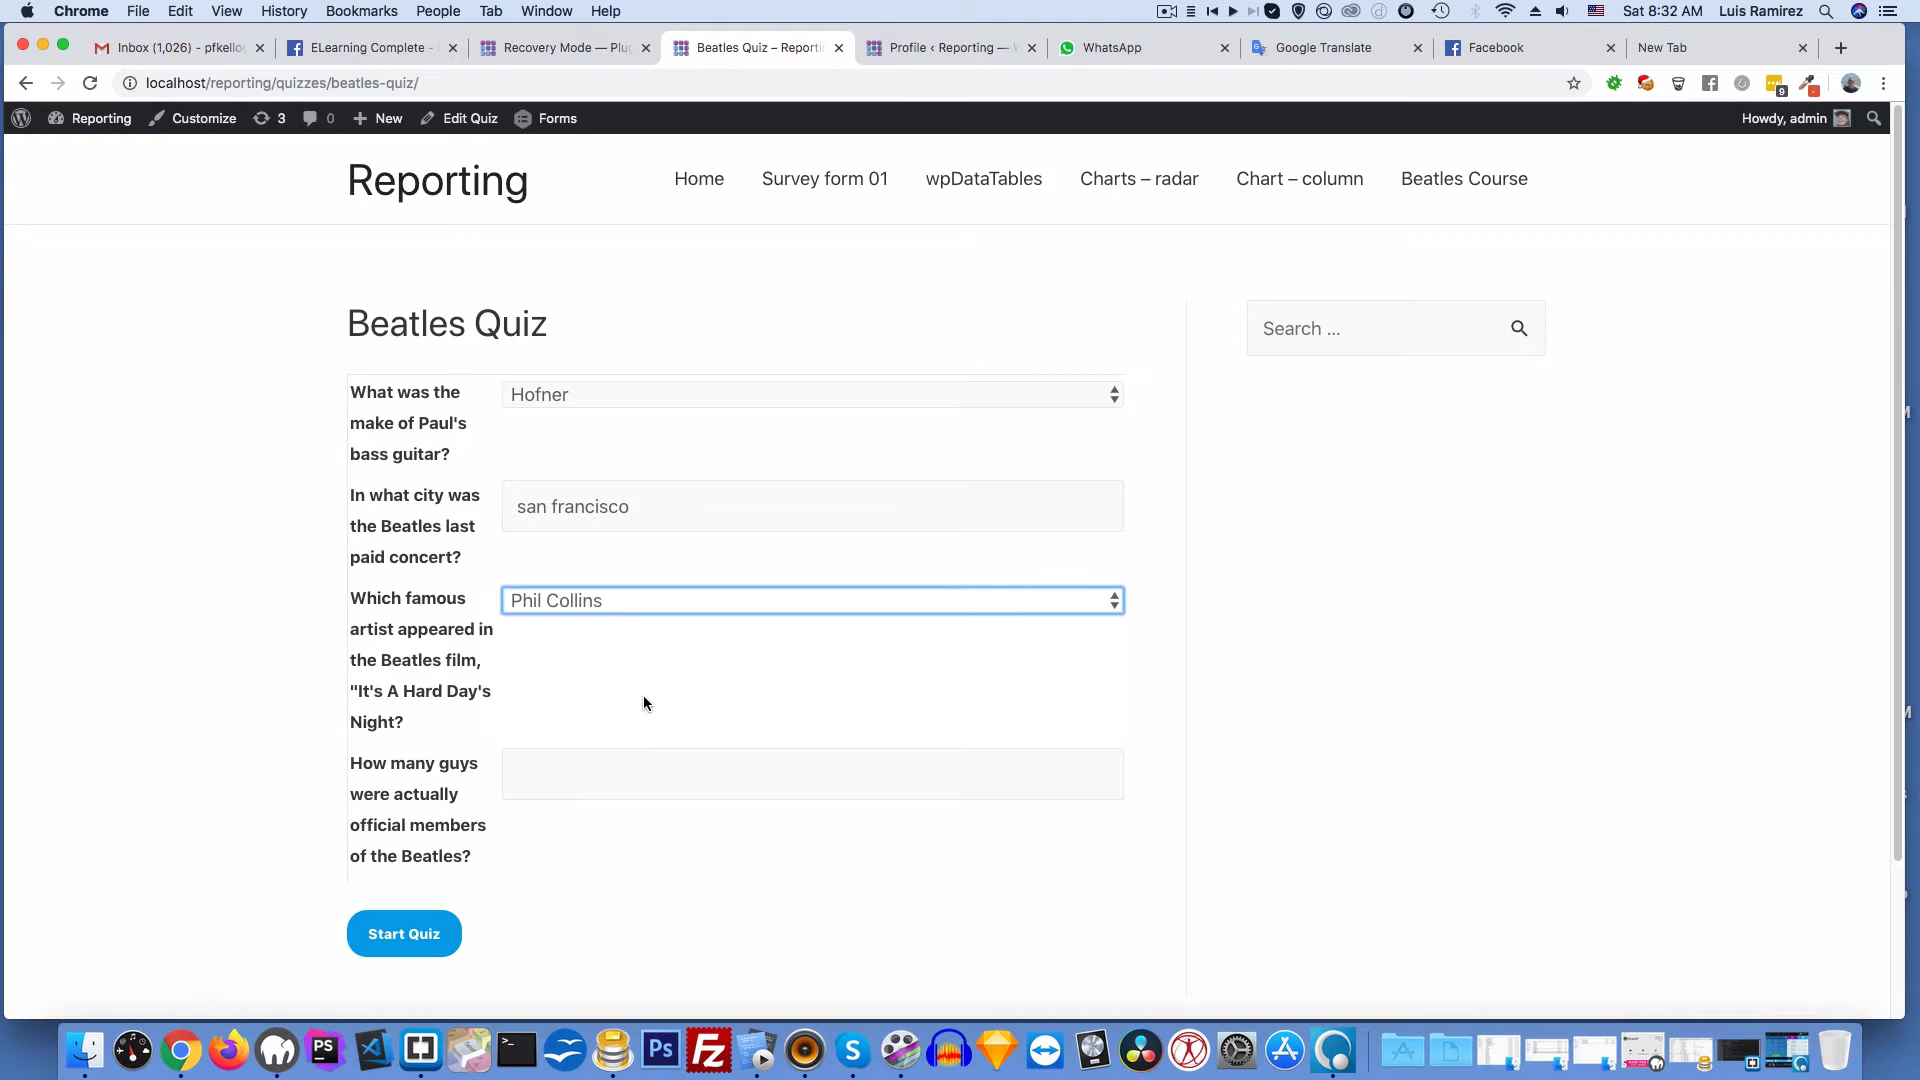 Chrome File Edit View History Bookmarks People Tab Window Help Sat 8:32 AM Luis Ramirez
Inbox (1,026) - pfkello ELearning Complete - Recovery Mode — Plu Beatles Quiz – Reporti Profile ‹ Reporting — WhatsApp Google Translate Facebook New Tab
localhost/reporting/quizzes/beatles-quiz/ 9
Reporting Customize 3 0 New Edit Quiz Forms Howdy, admin
Reporting Home Survey form 01 wpDataTables Charts – radar Chart – column Beatles Course
Beatles Quiz
Search ...
What was the
make of Paul's
bass guitar?
Hofner
In what city was
the Beatles last
paid concert?
san francisco
Which famous
artist appeared in
the Beatles film,
"It's A Hard Day's
Night?
Phil Collins
How many guys
were actually
official members
of the Beatles?
Start Quiz
PS Ps Fz S